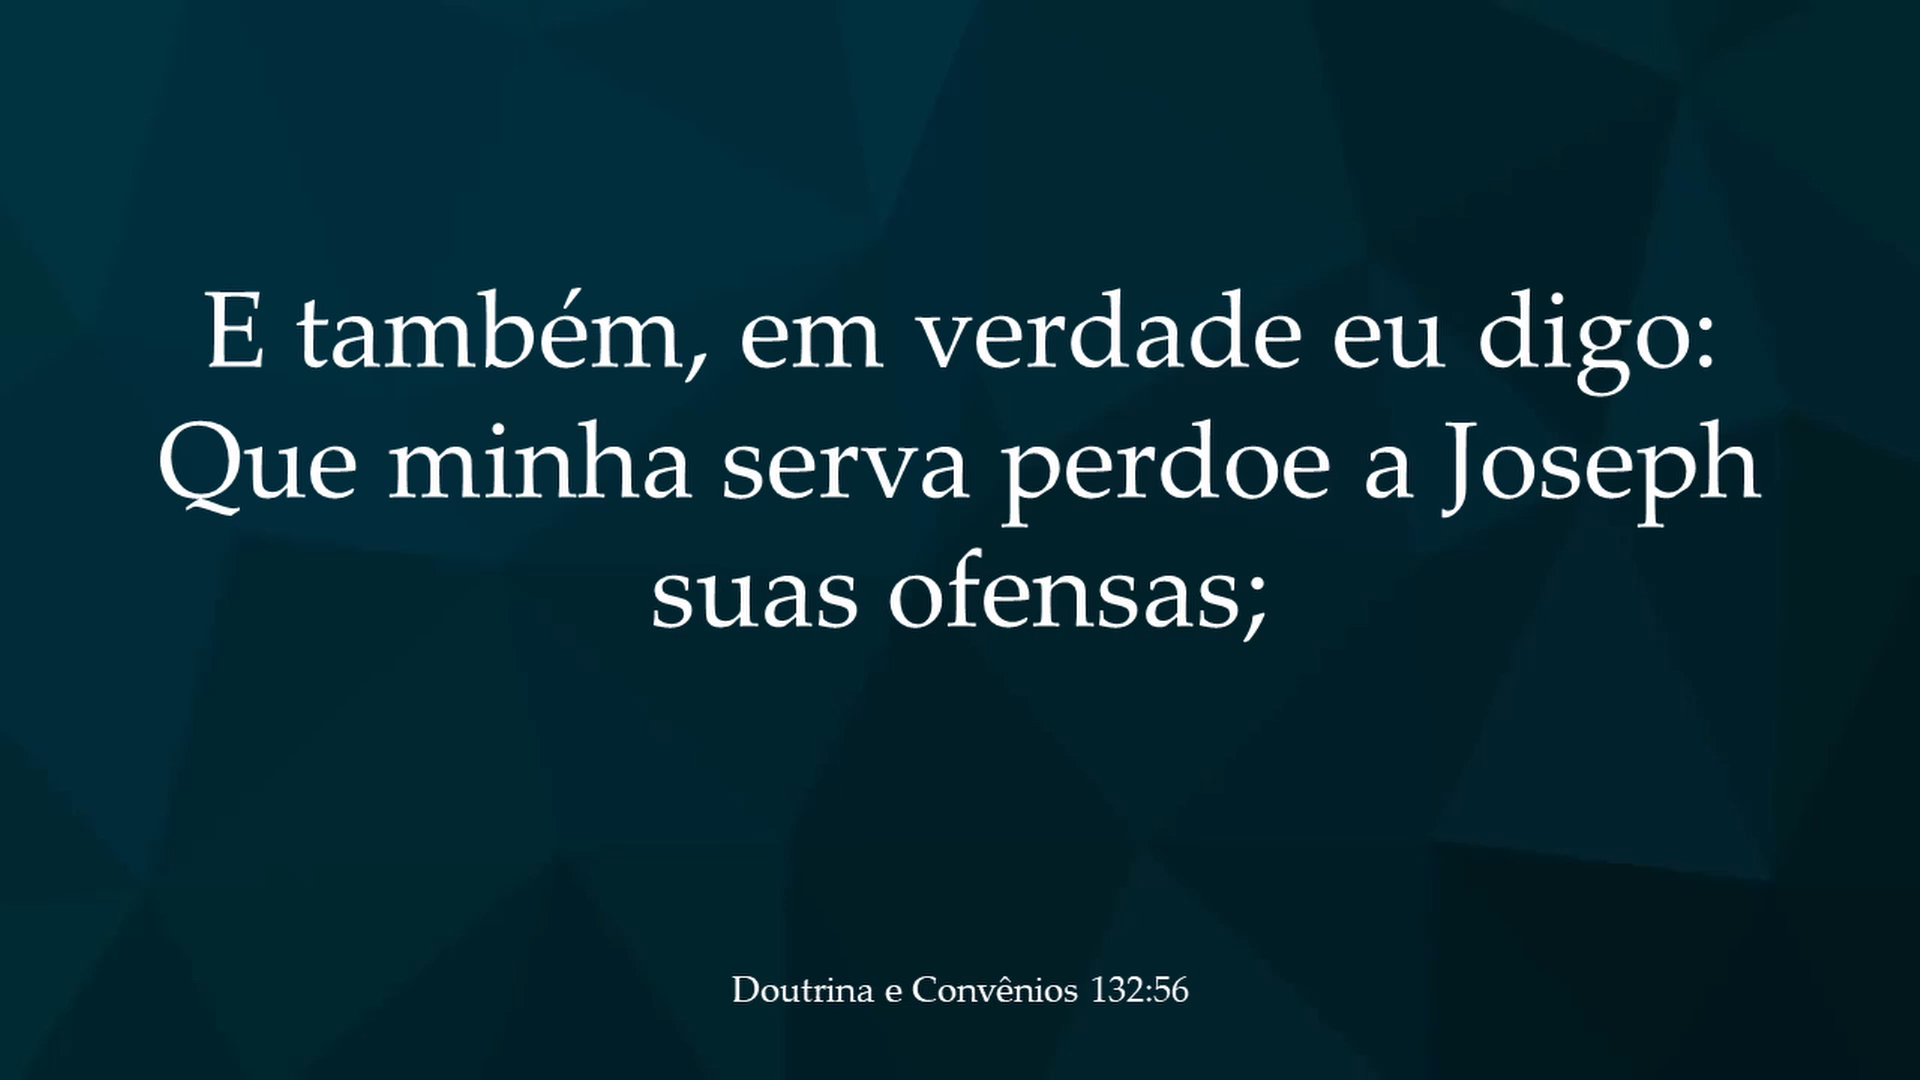 E também, em verdade eu digo:
Que minha serva perdoe a Joseph
suas ofensas;
Doutrina e Convênios 132:56